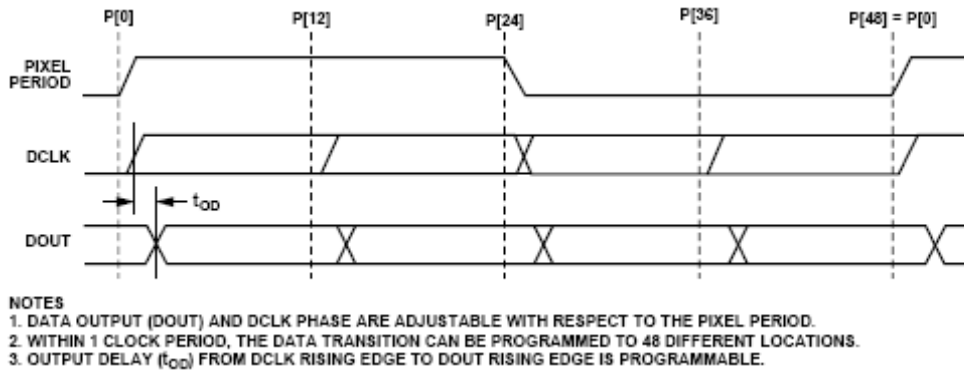 P[0] P[12] P[24] P[36] P[48] = P[0]
PIXEL
PERIOD
DCLK
tOD
DOUT
NOTES
1. DATA OUTPUT (DOUT) AND DCLK PHASE ARE ADJUSTABLE WITH RESPECT TO THE PIXEL PERIOD.
2. WITHIN 1 CLOCK PERIOD, THE DATA TRANSITION CAN BE PROGRAMMED TO 48 DIFFERENT LOCATIONS.
3. OUTPUT DELAY (tOD) FROM DCLK RISING EDGE TO DOUT RISING EDGE IS PROGRAMMABLE.